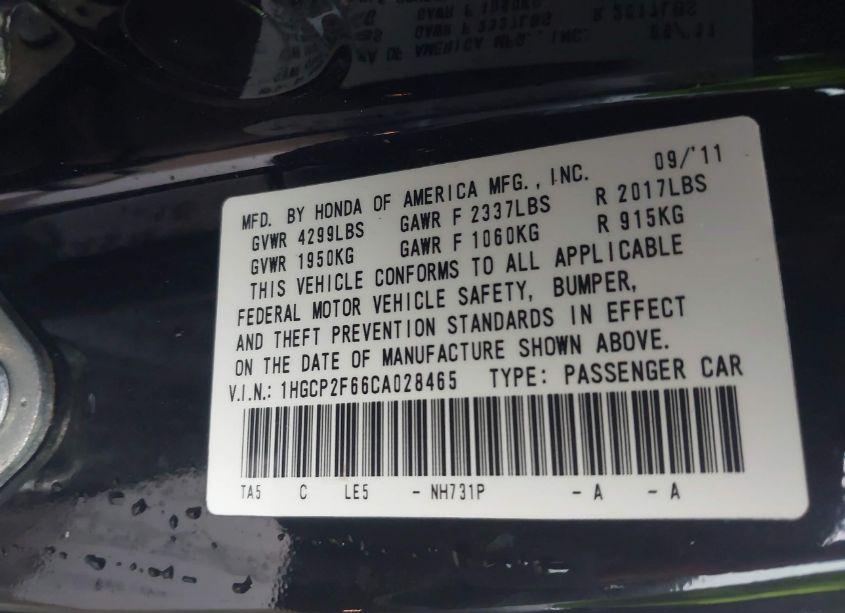 MFD. BY HONDA OF AMERICA MFG., INC. 09/'11
GVWR 4299LBS GAWR F 2337LBS R 2017LBS
GVWR 1950KG GAWR F 1060KG R 915KG
THIS VEHICLE CONFORMS TO ALL APPLICABLE
FEDERAL MOTOR VEHICLE SAFETY, BUMPER,
AND THEFT PREVENTION STANDARDS IN EFFECT
ON THE DATE OF MANUFACTURE SHOWN ABOVE.
V.I.N.: 1HGCP2F66CA028465 TYPE: PASSENGER CAR
TA5 C LE5 - NH731P - A - A